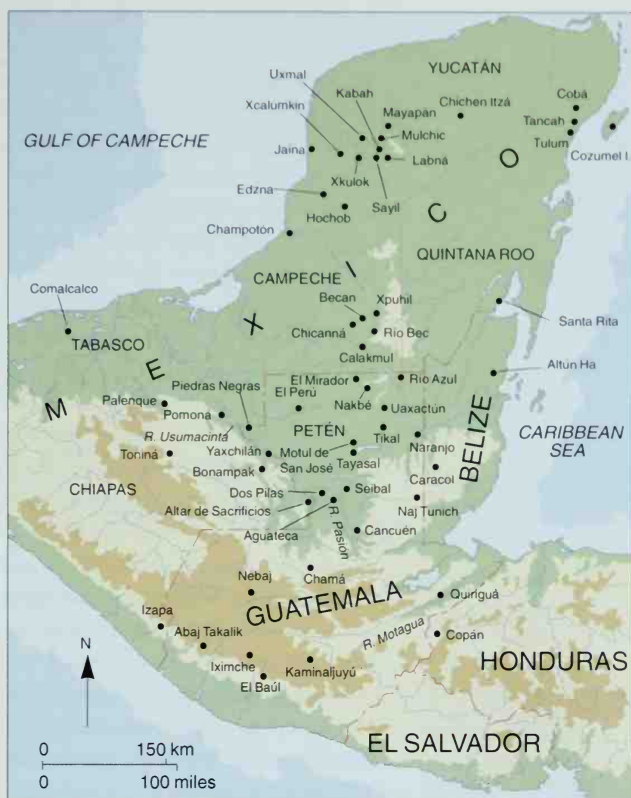 YUCATÁN
Uxmal
Kabah
Mayapán
Chichen Itzá
Cobá
Xcalumkin
GULF OF CAMPECHE
Mulchic
Tancah
Tulum
Jaina
Labná
Cozumel I.
Xkulok
Sayil
Edzna
Hochob
Champotón
QUINTANA ROO
CAMPECHE
MEXICO
Becan
Xpuhil
Comalcalco
Chicanná
Río Bec
Santa Rita
TABASCO
Calakmul
Altún Ha
El Mirador
Río Azul
Piedras Negras
El Perú
Palenque
Nakbé
Uaxactún
Pomoná
PETÉN
BELIZE
R. Usumacinta
Tikal
CARIBBEAN
SEA
Toniná
Yaxchilán
Motul de
San José
Naranjo
Bonampak
Tayasal
Caracol
CHIAPAS
Dos Pilas
Seibal
Altar de Sacrificios
Naj Tunich
Aguateca
R. Pasión
Cancuén
Nebaj
Chamá
GUATEMALA
Quiriguá
Izapa
R. Motagua
Abaj Takalik
Copán
N
Iximche
Kaminaljuyú
HONDURAS
El Baúl
EL SALVADOR
0 150 km
0 100 miles